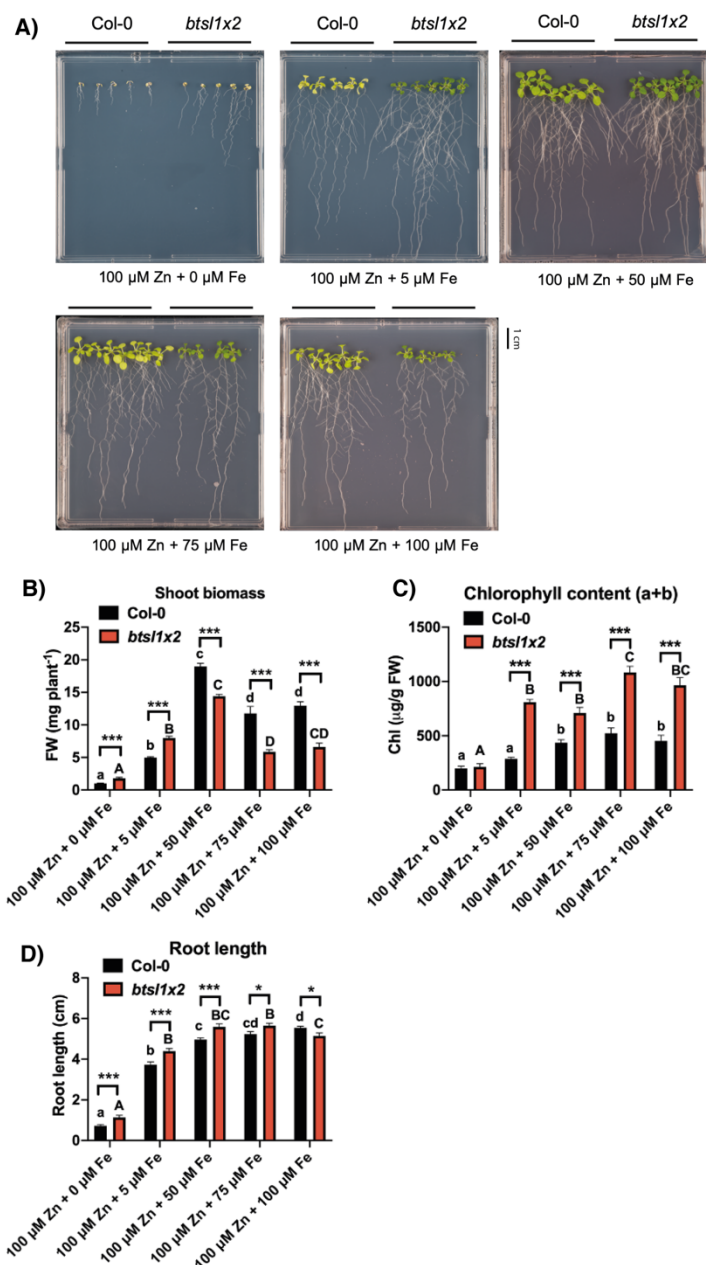 A)
Col-0 btsl1x2 Col-0 btsl1x2 Col-0 btsl1x2
100 µM Zn + 0 µM Fe 100 µM Zn + 5 µM Fe 100 µM Zn + 50 µM Fe
1 cm
100 µM Zn + 75 µM Fe 100 µM Zn + 100 µM Fe
B)
Shoot biomass
Col-0
btsl1x2
FW (mg plant-1)
25
20
15
10
5
0
*** *** *** *** ***
a A b B c C d D d CD
100 µM Zn + 0 µM Fe
100 µM Zn + 5 µM Fe
100 µM Zn + 50 µM Fe
100 µM Zn + 75 µM Fe
100 µM Zn + 100 µM Fe
C)
Chlorophyll content (a+b)
Col-0
btsl1x2
Chl (µg/g FW)
1500
1000
500
0
*** *** *** ***
a A a B b B b C b BC
100 µM Zn + 0 µM Fe
100 µM Zn + 5 µM Fe
100 µM Zn + 50 µM Fe
100 µM Zn + 75 µM Fe
100 µM Zn + 100 µM Fe
D)
Root length
Col-0
btsl1x2
Root length (cm)
8
6
4
2
0
*** *** *** * *
a A b B c BC cd B d C
100 µM Zn + 0 µM Fe
100 µM Zn + 5 µM Fe
100 µM Zn + 50 µM Fe
100 µM Zn + 75 µM Fe
100 µM Zn + 100 µM Fe